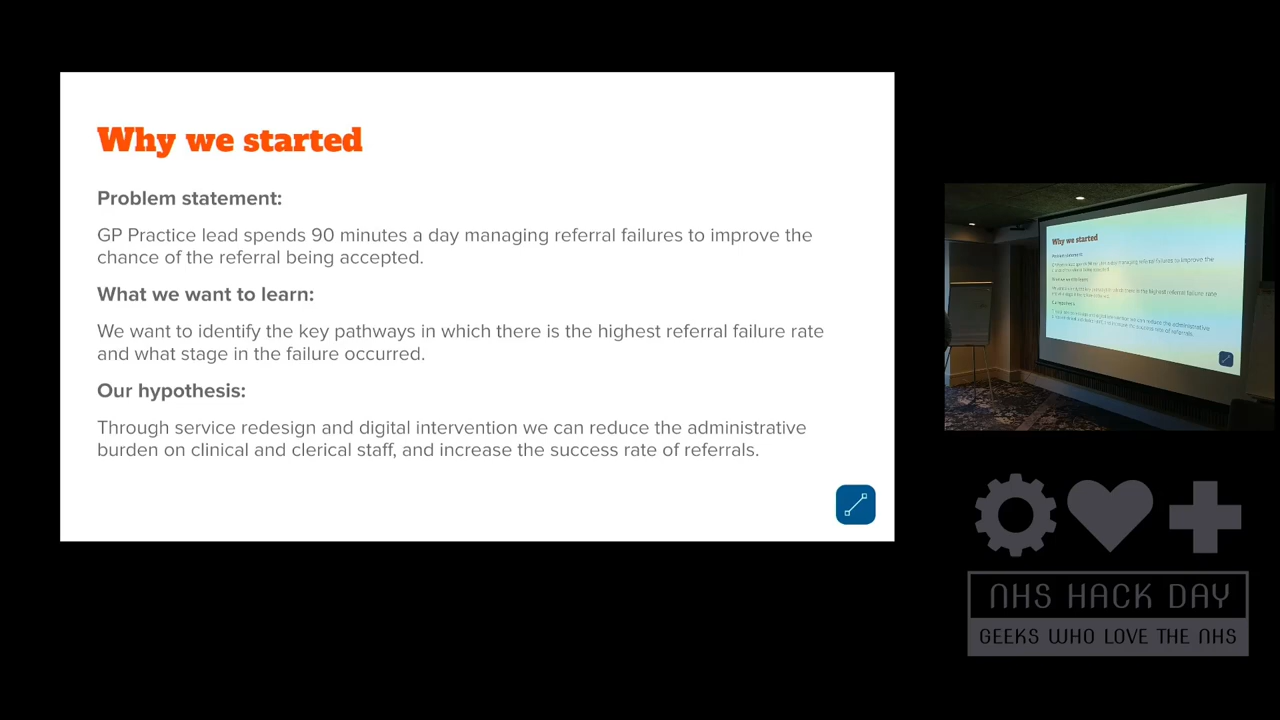 Why we started
Problem statement:
GP Practice lead spends 90 minutes a day managing referral failures to improve the
chance of the referral being accepted.
What we want to learn:
We want to identify the key pathways in which there is the highest referral failure rate
and what stage in the failure occurred.
Our hypothesis:
Through service redesign and digital intervention we can reduce the administrative
burden on clinical and clerical staff, and increase the success rate of referrals.
Why we started
NHS HACK DAY
GEEKS WHO LOVE THE NHS